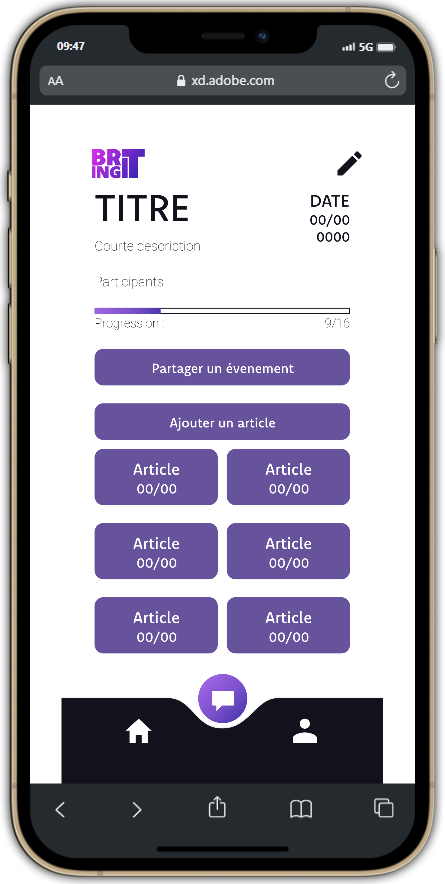 09:47
5G
AA
xd.adobe.com
BR IT
ING
TITRE
DATE
00/00
0000
Courte description
Participants
Progression :
9/16
Partager un évenement
Ajouter un article
Article
00/00
Article
00/00
Article
00/00
Article
00/00
Article
00/00
Article
00/00